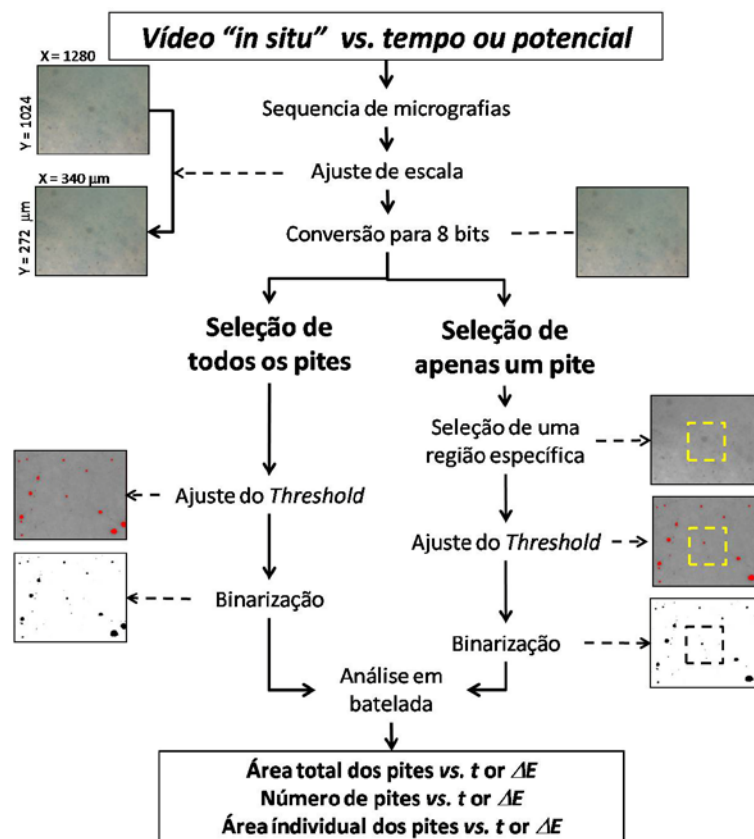 Vídeo “in situ” vs. tempo ou potencial
X = 1280
Y = 1024
Sequencia de micrografias
Ajuste de escala
X = 340 µm
Y = 272 µm
Conversão para 8 bits
Seleção de
todos os pites
Seleção de
apenas um pite
Seleção de uma
região específica
Ajuste do Threshold
Ajuste do Threshold
Binarização
Binarização
Análise em
batelada
Área total dos pites vs. t or ΔE
Número de pites vs. t or ΔE
Área índividual dos pites vs. t or ΔE